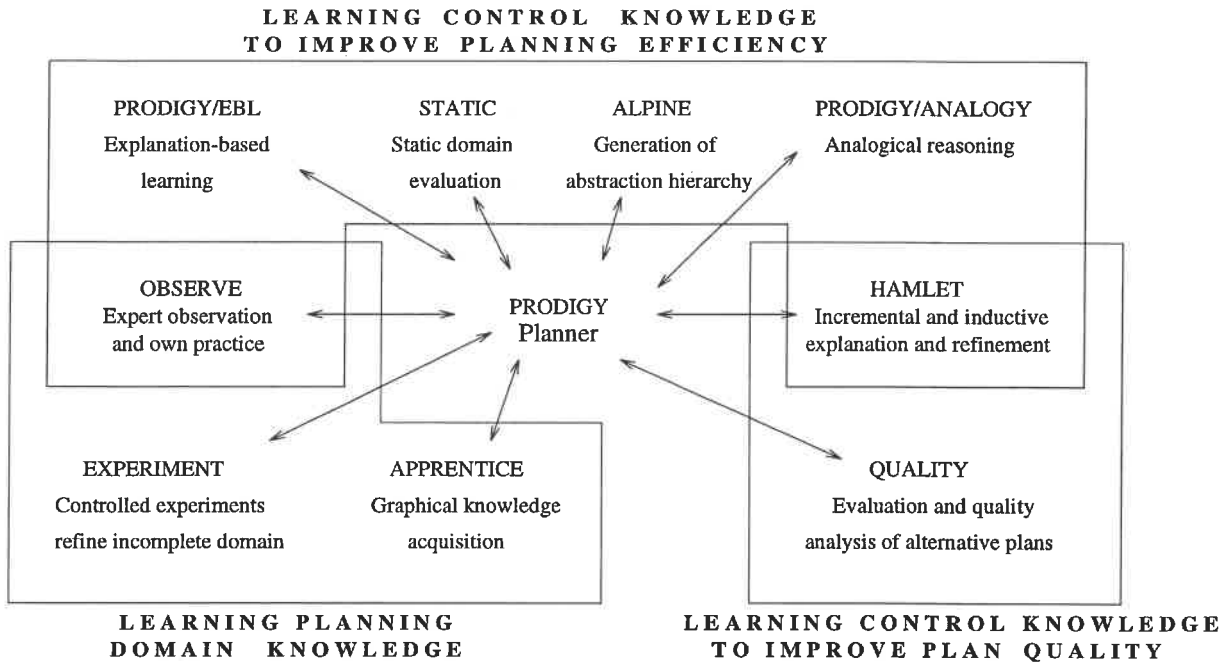 LEARNING CONTROL KNOWLEDGE
TO IMPROVE PLANNING EFFICIENCY
PRODIGY/EBL
Explanation-based
learning
STATIC
Static domain
evaluation
ALPINE
Generation of
abstraction hierarchy
PRODIGY/ANALOGY
Analogical reasoning
OBSERVE
Expert observation
and own practice
PRODIGY
Planner
HAMLET
Incremental and inductive
explanation and refinement
EXPERIMENT
Controlled experiments
refine incomplete domain
APPRENTICE
Graphical knowledge
acquisition
QUALITY
Evaluation and quality
analysis of alternative plans
LEARNING PLANNING
DOMAIN KNOWLEDGE
LEARNING CONTROL KNOWLEDGE
TO IMPROVE PLAN QUALITY